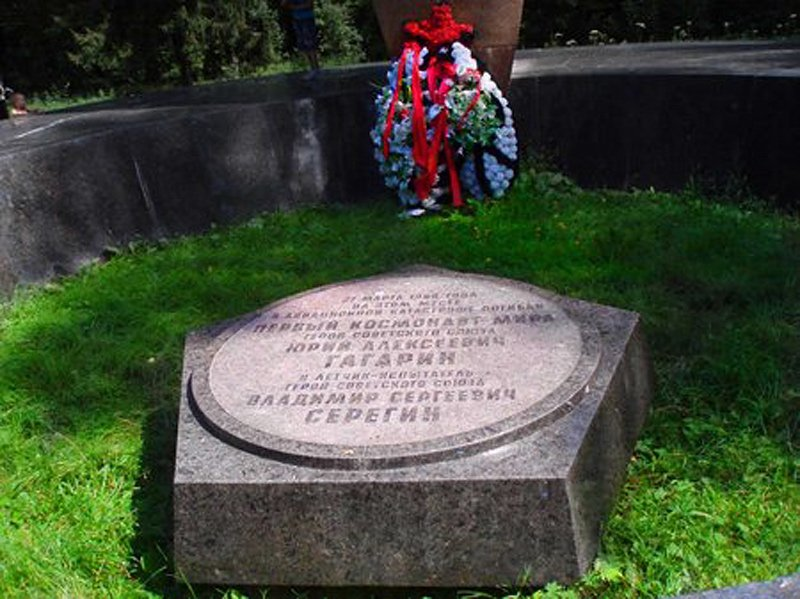 27 МАРТА 1968 ГОДА
НА ЭТОМ МЕСТЕ
В АВИАЦИОННОЙ КАТАСТРОФЕ ПОГИБЛИ
ПЕРВЫЙ КОСМОНАВТ МИРА
ГЕРОЙ СОВЕТСКОГО СОЮЗА
ЮРИЙ АЛЕКСЕЕВИЧ
ГАГАРИН
И ЛЕТЧИК-ИСПЫТАТЕЛЬ
ГЕРОЙ СОВЕТСКОГО СОЮЗА
ВЛАДИМИР СЕРГЕЕВИЧ
СЕРЕГИН